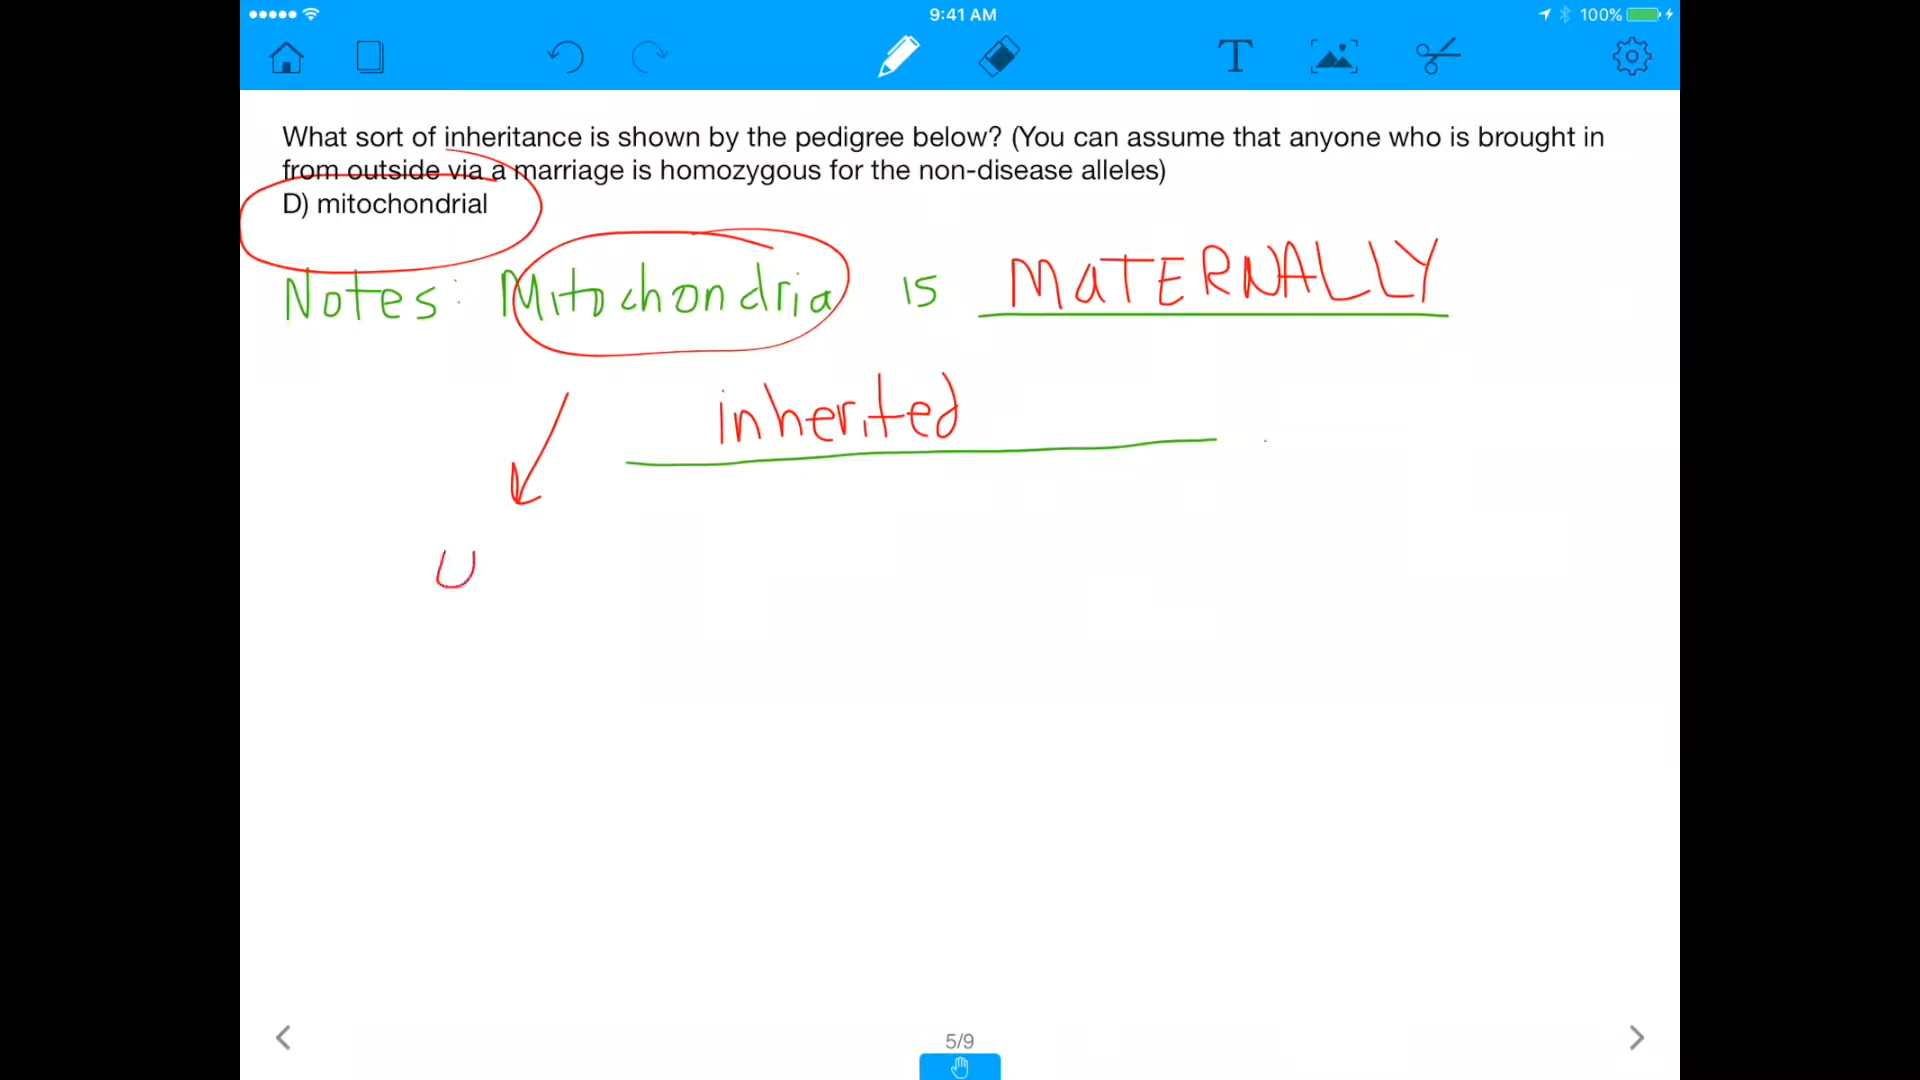 9:41 AM
100%
T
What sort of inheritance is shown by the pedigree below? (You can assume that anyone who is brought in
from outside via a marriage is homozygous for the non-disease alleles)
D) mitochondrial
Notes: Mitochondria is MaTERNALLY
inherited
U
5/9